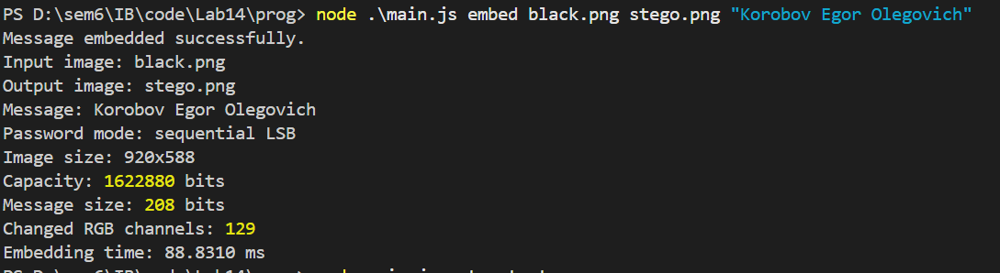 PS D:\sem6\IB\code\Lab14\prog> node .\main.js embed black.png stego.png "Korobov Egor Olegovich"
Message embedded successfully.
Input image: black.png
Output image: stego.png
Message: Korobov Egor Olegovich
Password mode: sequential LSB
Image size: 920x588
Capacity: 1622880 bits
Message size: 208 bits
Changed RGB channels: 129
Embedding time: 88.8310 ms